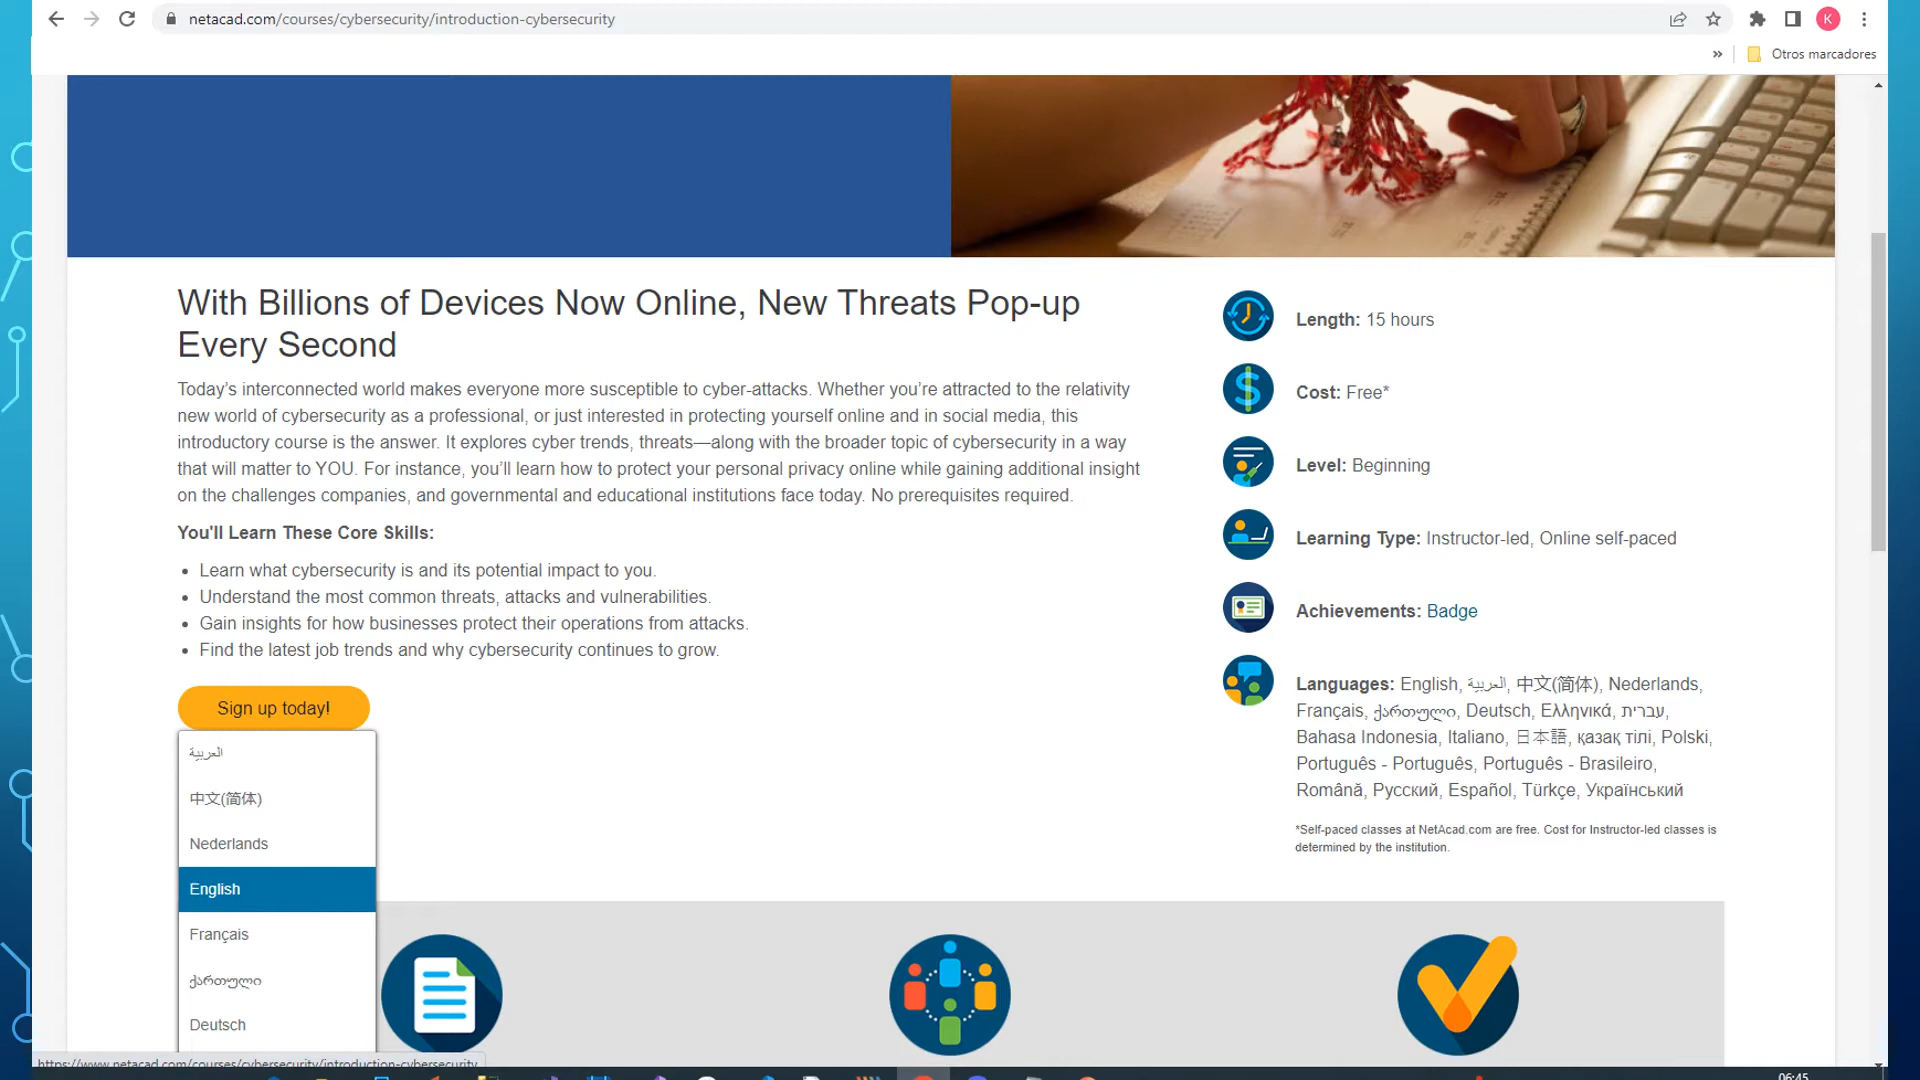 netacad.com/courses/cybersecurity/introduction-cybersecurity
K
» Otros marcadores
With Billions of Devices Now Online, New Threats Pop-up
Every Second
Today’s interconnected world makes everyone more susceptible to cyber-attacks. Whether you’re attracted to the relativity
new world of cybersecurity as a professional, or just interested in protecting yourself online and in social media, this
introductory course is the answer. It explores cyber trends, threats—along with the broader topic of cybersecurity in a way
that will matter to YOU. For instance, you’ll learn how to protect your personal privacy online while gaining additional insight
on the challenges companies, and governmental and educational institutions face today. No prerequisites required.
You'll Learn These Core Skills:
• Learn what cybersecurity is and its potential impact to you.
• Understand the most common threats, attacks and vulnerabilities.
• Gain insights for how businesses protect their operations from attacks.
• Find the latest job trends and why cybersecurity continues to grow.
Sign up today!
العربية
中文(简体)
Nederlands
English
Français
ქართული
Deutsch
Length: 15 hours
Cost: Free*
Level: Beginning
Learning Type: Instructor-led, Online self-paced
Achievements: Badge
Languages: English, العربية, 中文(简体), Nederlands,
Français, ქართული, Deutsch, Ελληνικά, עברית,
Bahasa Indonesia, Italiano, 日本語, қазақ тілі, Polski,
Português - Português, Português - Brasileiro,
Română, Русский, Español, Türkçe, Український
*Self-paced classes at NetAcad.com are free. Cost for Instructor-led classes is
determined by the institution.
https://www.netacad.com/courses/cybersecurity/introduction-cybersecurity
06:45